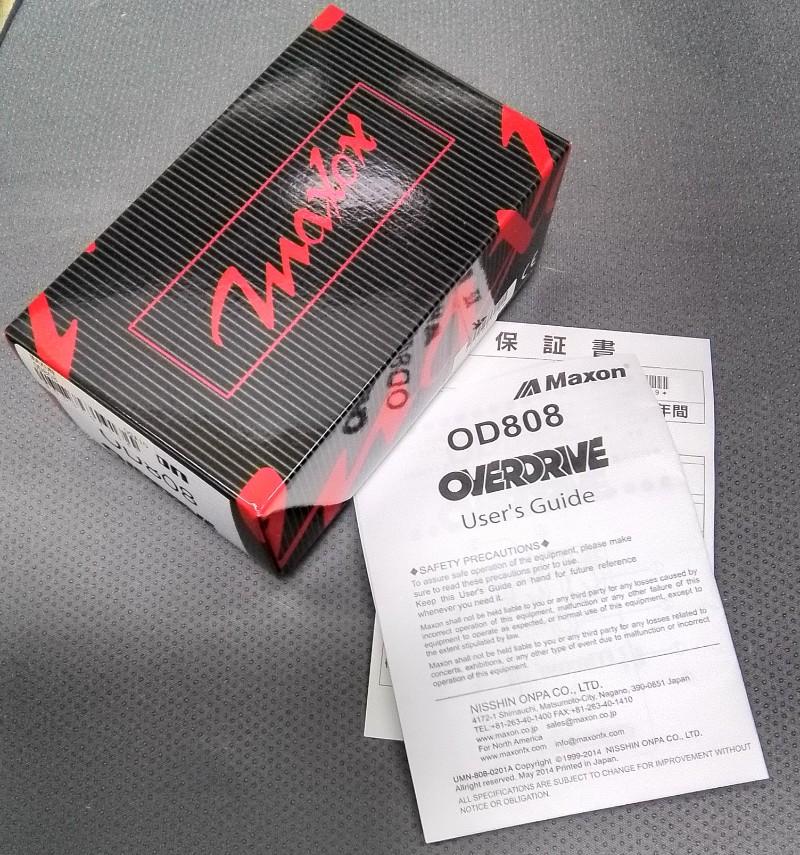 maxon
CE
OD808
OD808
保証書
年間
Maxon
OD808
OVERDRIVE
User's Guide
◆SAFETY PRECAUTIONS◆
To assure safe operation of the equipment, please make
sure to read these precautions prior to use.
Keep this User's Guide on hand for future reference
whenever you need it.
Maxon shall not be held liable to you or any third party for any losses caused by
incorrect operation of this equipment, malfunction or any other failure of this
equipment to operate as expected, or normal use of this equipment, except to
the extent stipulated by law.
Maxon shall not be held liable to you or any third party for any losses related to
concerts, exhibitions, or any other type of event due to malfunction or incorrect
operation of this equipment.
NISSHIN ONPA CO., LTD.
4172-1 Shimauchi, Matsumoto-City, Nagano, 390-0851 Japan
TEL:+81-263-40-1400 FAX:+81-263-40-1410
www.maxon.co.jp sales@maxon.co.jp
For North America
www.maxonfx.com info@maxonfx.com
UMN-808-0201A Copyright ©1999-2014 NISSHIN ONPA CO., LTD.
Allright reserved. May 2014 Printed in Japan.
ALL SPECIFICATIONS ARE SUBJECT TO CHANGE FOR IMPROVEMENT WITHOUT
NOTICE OR OBLIGATION.